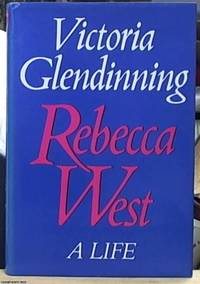 Victoria
Glendinning
Rebecca
West
A LIFE